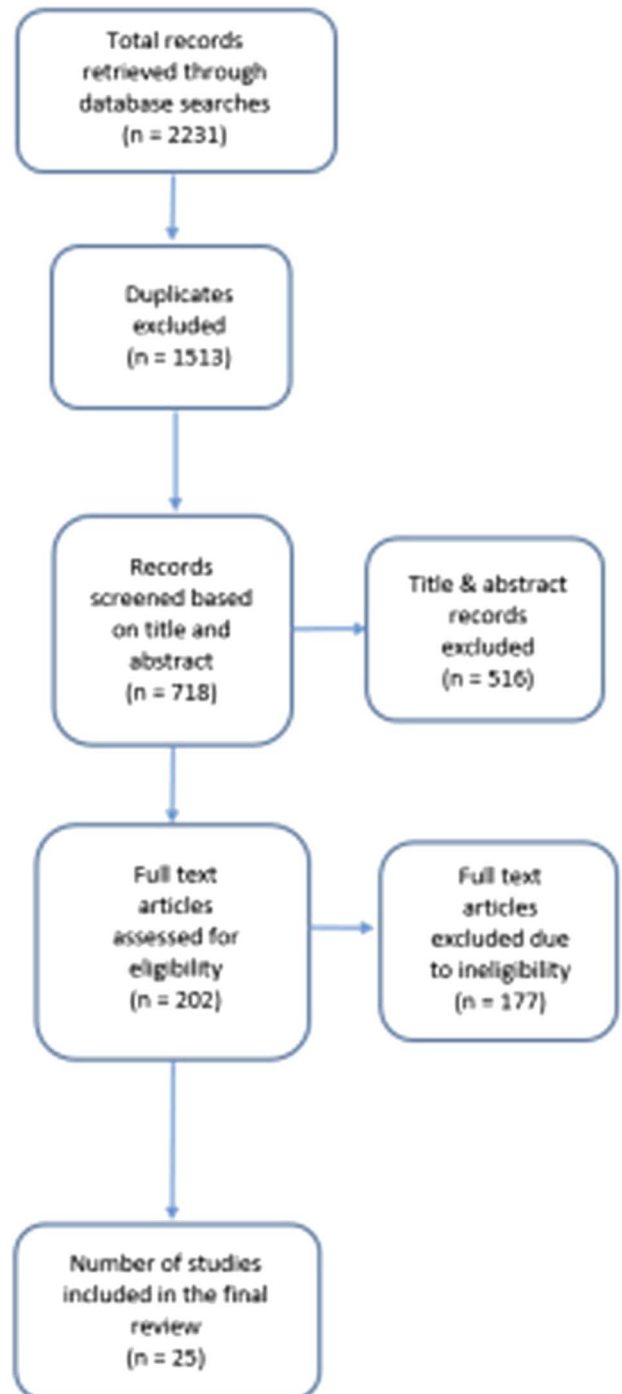 Total records
retrieved through
database searches
(n = 2231)
Duplicates
excluded
(n = 1513)
Records
screened based
on title and
abstract
(n = 718)
Title & abstract
records
excluded
(n = 516)
Full text
articles
assessed for
eligibility
(n = 202)
Full text
articles
excluded due
to ineligibility
(n = 177)
Number of studies
included in the final
review
(n = 25)